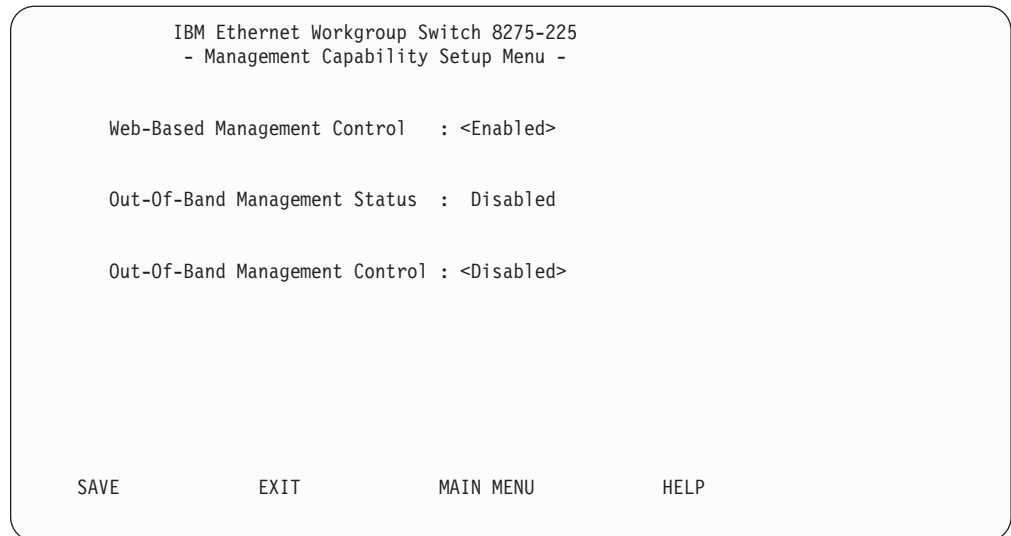 IBM Ethernet Workgroup Switch 8275-225
- Management Capability Setup Menu -
Web-Based Management Control : <Enabled>
Out-Of-Band Management Status : Disabled
Out-Of-Band Management Control : <Disabled>
SAVE EXIT MAIN MENU HELP